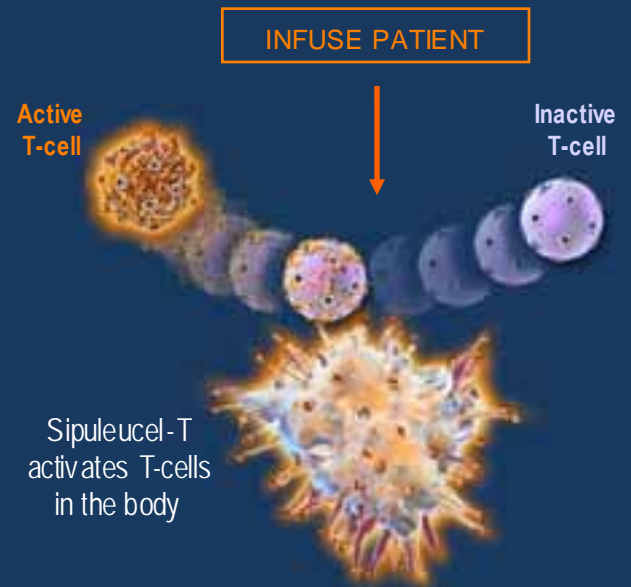 INFUSE PATIENT
Active
T-cell
Inactive
T-cell
Sipuleucel-T
activates T-cells
in the body